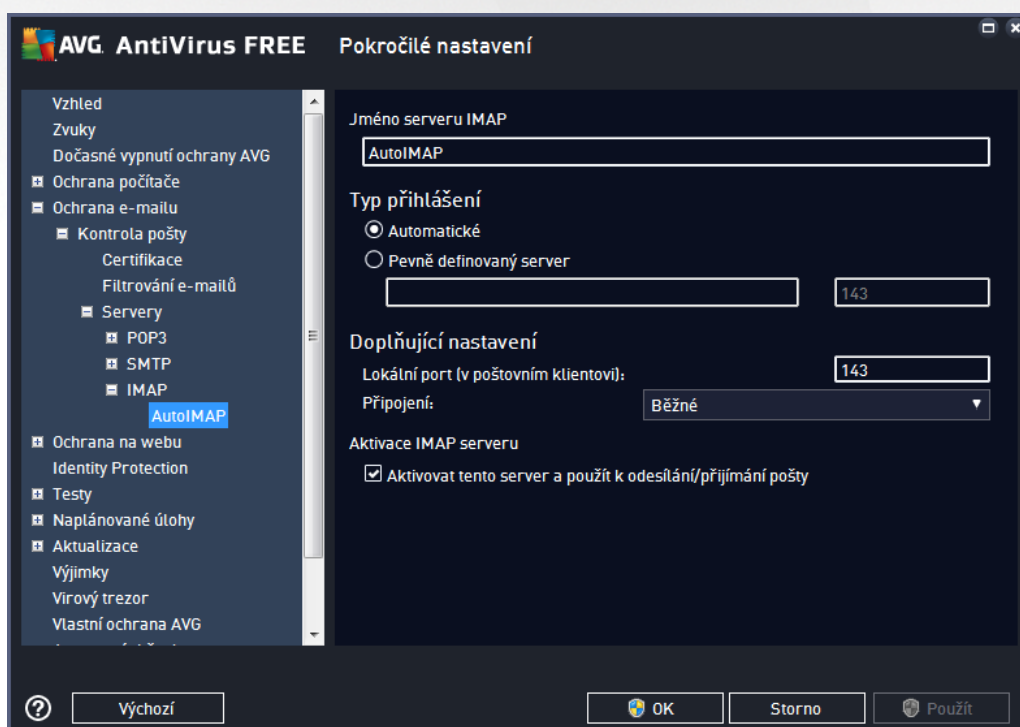 AVG AntiVirus FREE Pokročilé nastavení
Vzhled
Zvuky
Dočasné vypnutí ochrany AVG
Ochrana počítače
Ochrana e-mailu
Kontrola pošty
Certifikace
Filtrování e-mailů
Servery
POP3
SMTP
IMAP
AutoIMAP
Ochrana na webu
Identity Protection
Testy
Naplánované úlohy
Aktualizace
Výjimky
Virový trezor
Vlastní ochrana AVG
Jméno serveru IMAP
AutoIMAP
Typ přihlášení
Automatické
Pevně definovaný server
143
Doplňující nastavení
Lokální port (v poštovním klientovi): 143
Připojení: Běžné
Aktivace IMAP serveru
Aktivovat tento server a použít k odesílání/přijímání pošty
? Výchozí OK Storno Použít